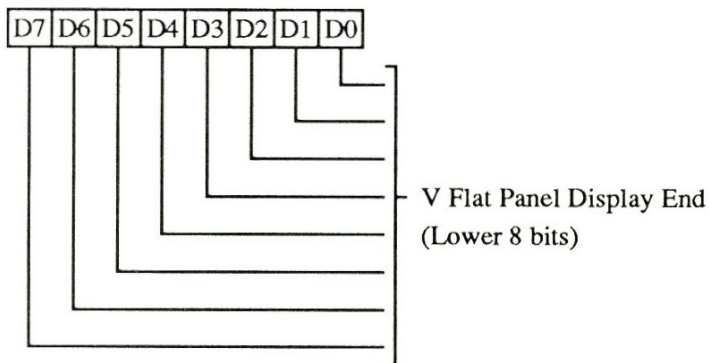 D7 D6 D5 D4 D3 D2 D1 D0
V Flat Panel Display End
(Lower 8 bits)